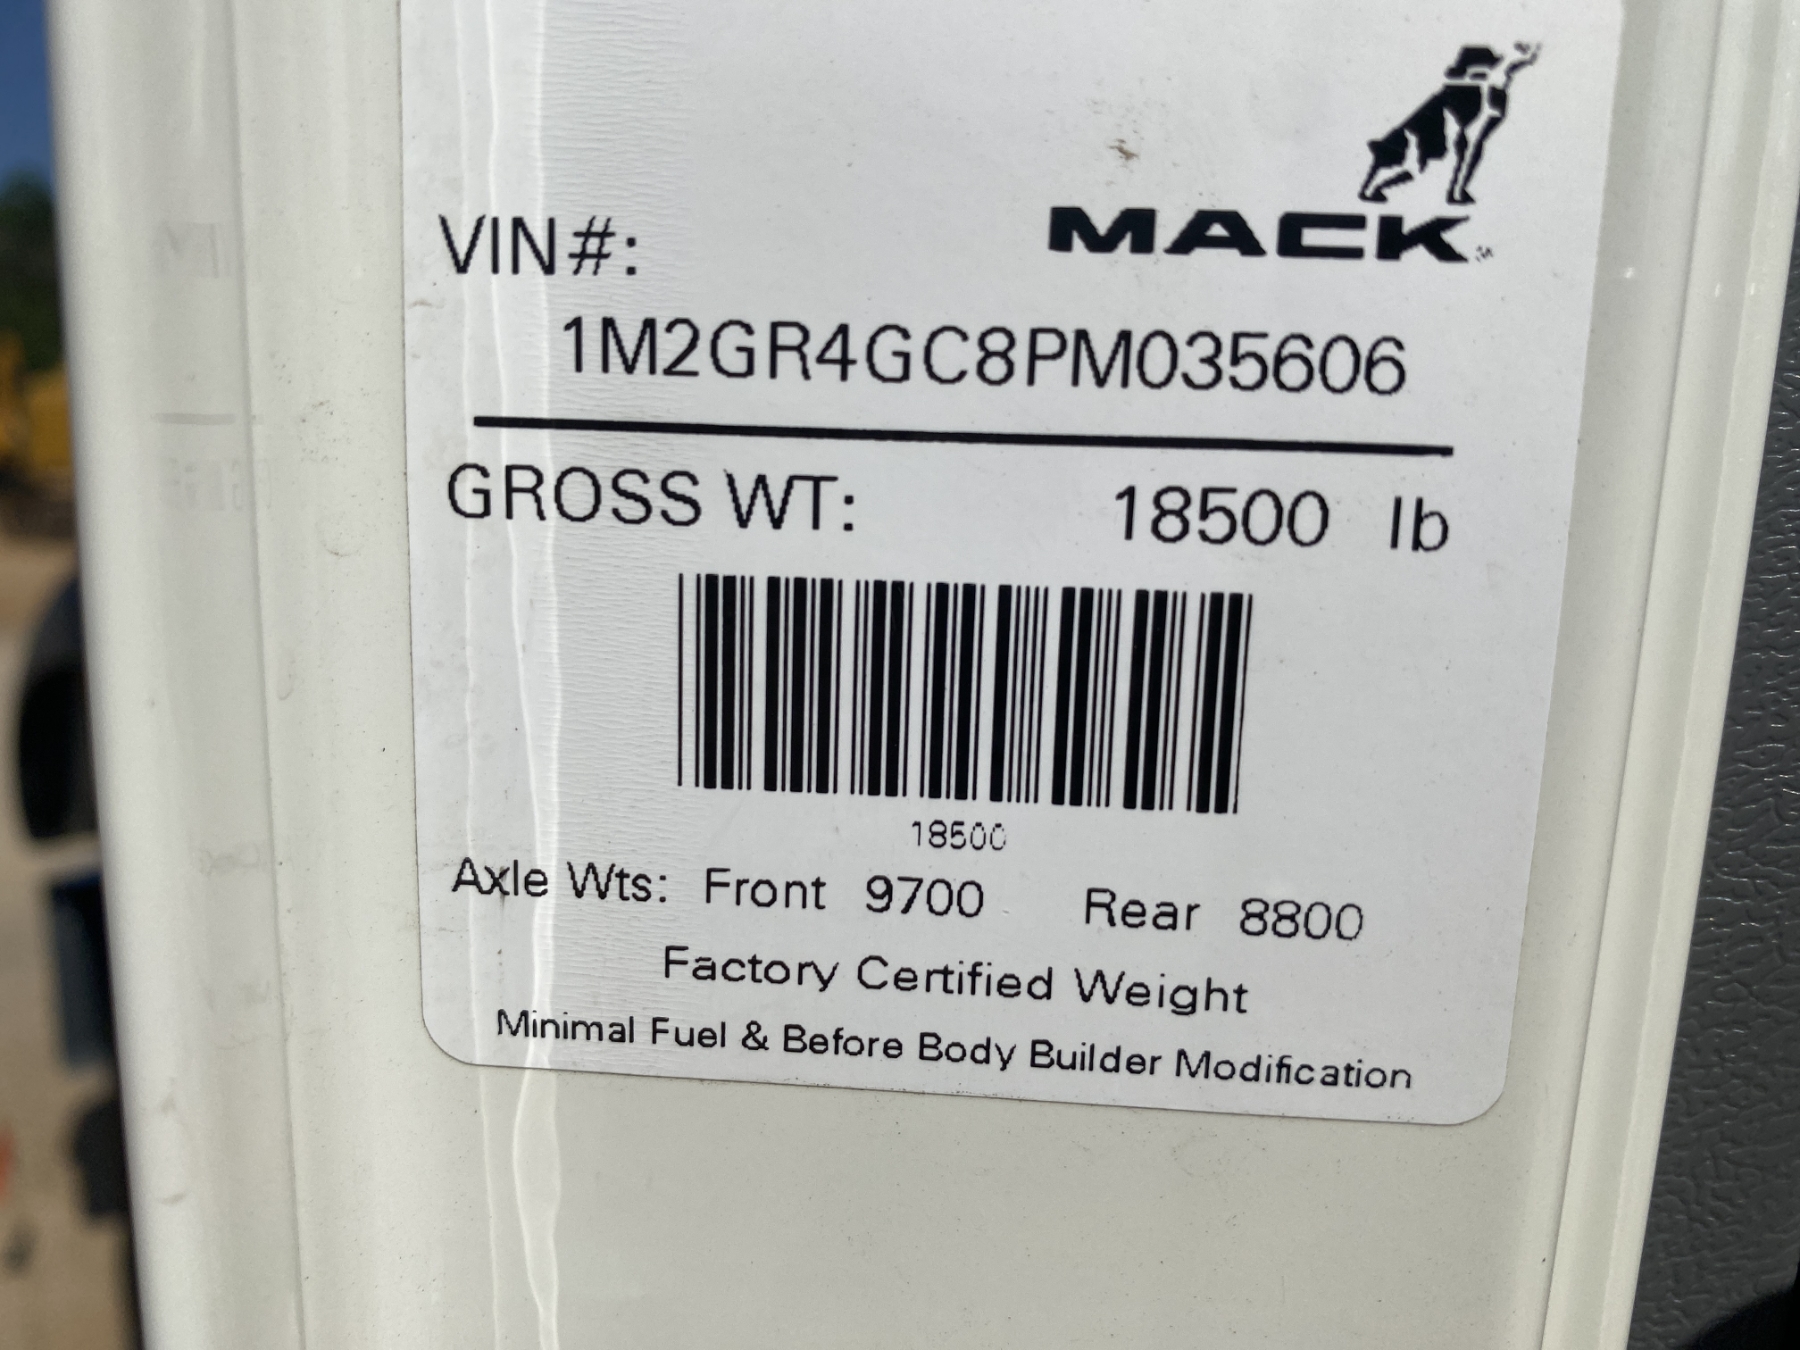 MACK
VIN#:
1M2GR4GC8PM035606
GROSS WT: 18500 lb
18500
Axle Wts: Front 9700 Rear 8800
Factory Certified Weight
Minimal Fuel & Before Body Builder Modification